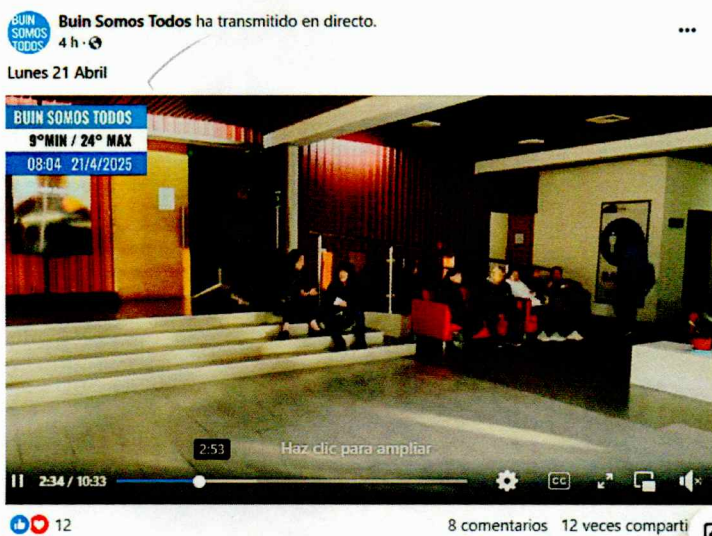 BUIN
SOMOS
TODOS
Buin Somos Todos ha transmitido en directo.
4 h ·
Lunes 21 Abril
BUIN SOMOS TODOS
9°MIN / 24° MAX
08:04 21/4/2025
2:53
Haz clic para ampliar
2:34 / 10:33
CC
12
8 comentarios 12 veces comparti